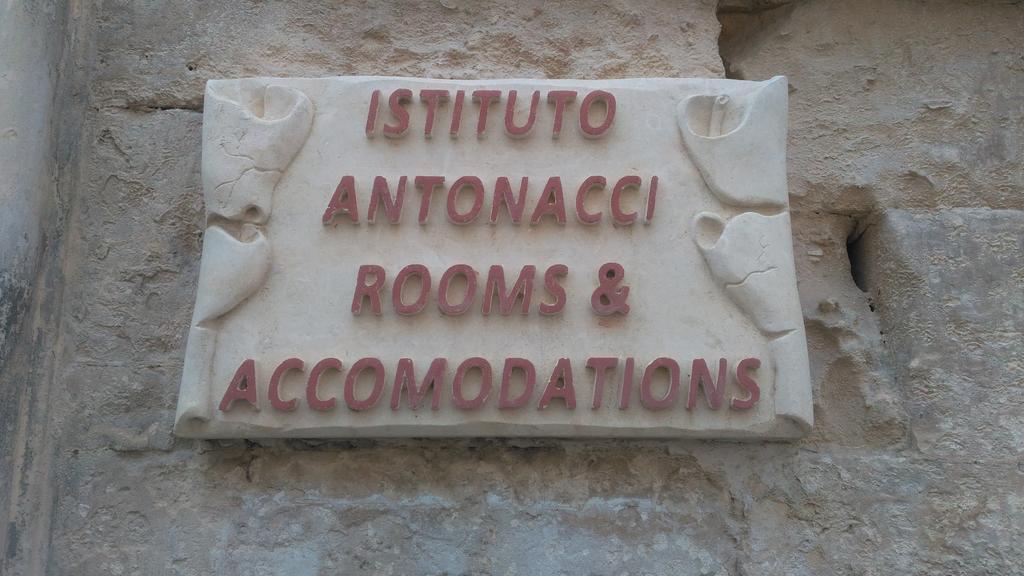 ISTITUTO
ANTONACCI
ROOMS &
ACCOMODATIONS